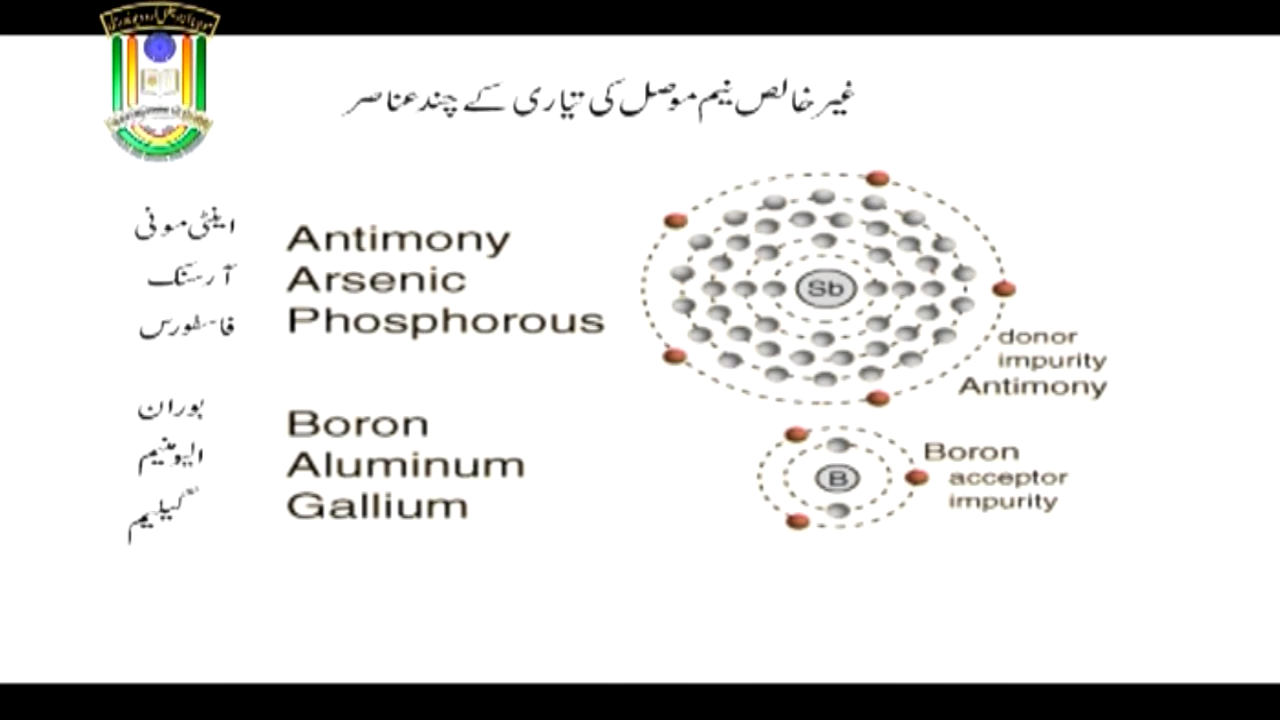 غیر خالص نیم موصل کی تیاری کے چند عناصر
اینٹی مونی
Antimony
آرسنک
Arsenic
فاسفورس
Phosphorous
بوران
Boron
الیومنیم
Aluminum
گیلیم
Gallium
Sb
donor
impurity
Antimony
B
Boron
acceptor
impurity